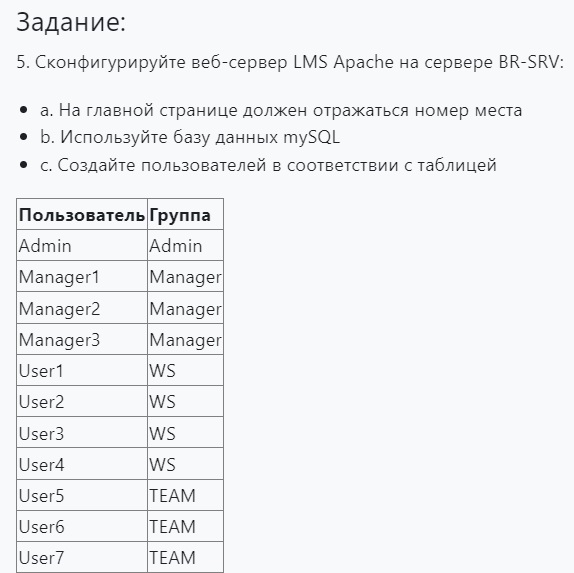 Задание:
5. Сконфигурируйте веб-сервер LMS Apache на сервере BR-SRV:
a. На главной странице должен отражаться номер места
b. Используйте базу данных mySQL
c. Создайте пользователей в соответствии с таблицей
Пользователь Группа
Admin Admin
Manager1 Manager
Manager2 Manager
Manager3 Manager
User1 WS
User2 WS
User3 WS
User4 WS
User5 TEAM
User6 TEAM
User7 TEAM